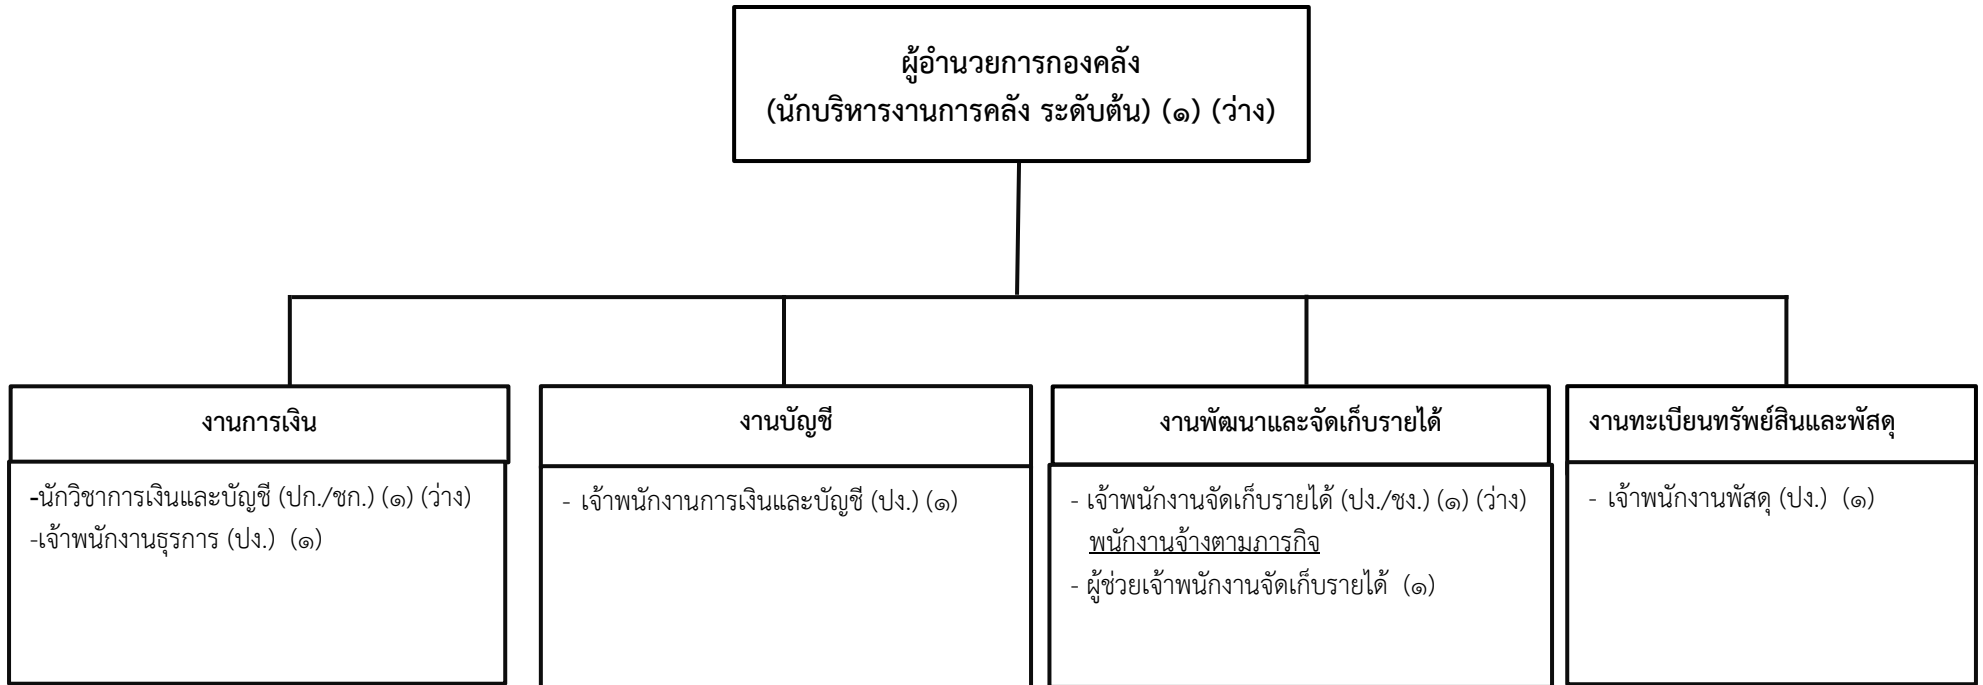 ผู้อำนวยการกองคลัง
(นักบริหารงานการคลัง ระดับต้น) (๑) (ว่าง)
งานการเงิน
-นักวิชาการเงินและบัญชี (ปก./ชก.) (๑) (ว่าง)
-เจ้าพนักงานธุรการ (ปง.) (๑)
งานบัญชี
- เจ้าพนักงานการเงินและบัญชี (ปง.) (๑)
งานพัฒนาและจัดเก็บรายได้
- เจ้าพนักงานจัดเก็บรายได้ (ปง./ชง.) (๑) (ว่าง)
พนักงานจ้างตามภารกิจ
- ผู้ช่วยเจ้าพนักงานจัดเก็บรายได้ (๑)
งานทะเบียนทรัพย์สินและพัสดุ
- เจ้าพนักงานพัสดุ (ปง.) (๑)